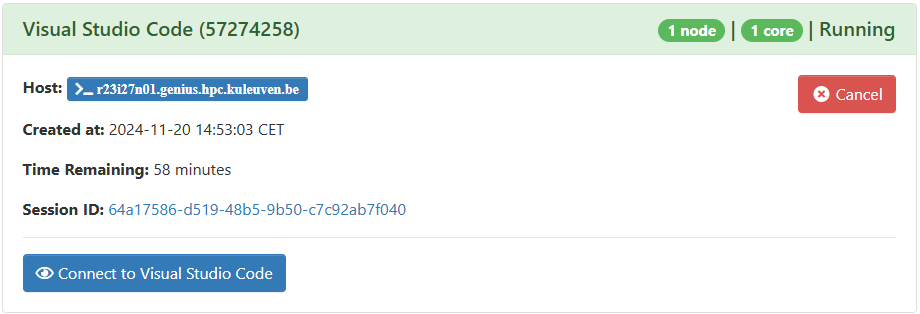 Visual Studio Code (57274258) 1 node | 1 core | Running
Host: >_ r23i27n01.genius.hpc.kuleuven.be Cancel
Created at: 2024-11-20 14:53:03 CET
Time Remaining: 58 minutes
Session ID: 64a17586-d519-48b5-9b50-c7c92ab7f040
Connect to Visual Studio Code